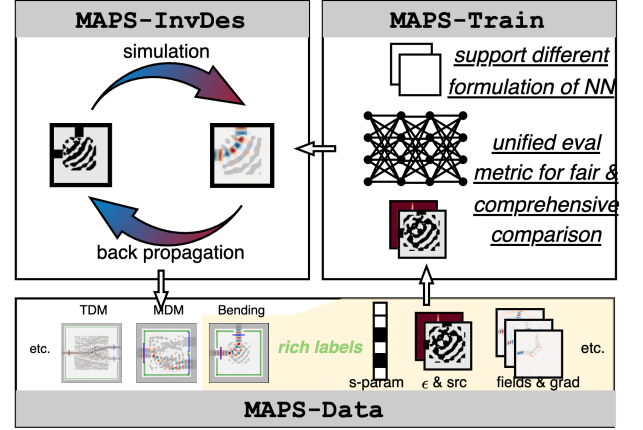 MAPS-InvDes
simulation
back propagation
MAPS-Train
support different
formulation of NN
unified eval
metric for fair &
comprehensive
comparison
TDM
MDM
Bending
etc.
rich labels
s-param
ϵ & src
fields & grad
etc.
MAPS-Data